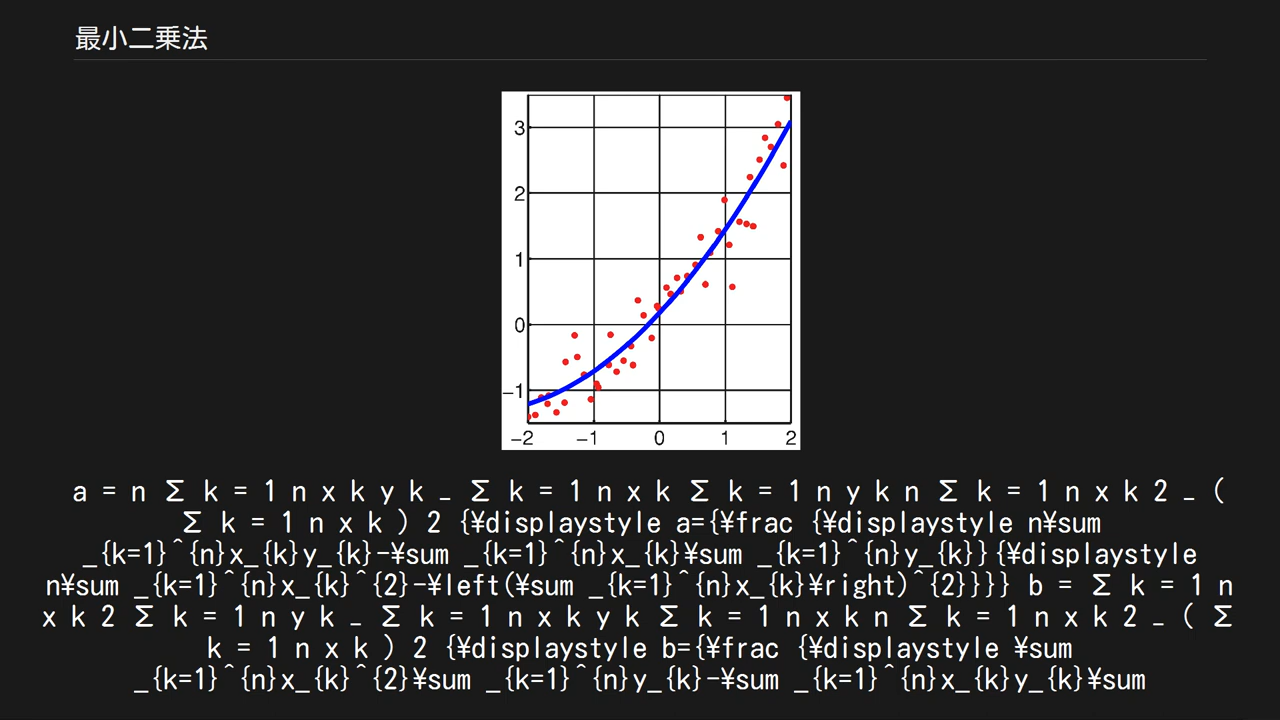 最小二乗法
3
2
1
0
−1
−2 −1 0 1 2
a = n Σ k = 1 n x k y k − Σ k = 1 n x k Σ k = 1 n y k n Σ k = 1 n x k 2 − (
Σ k = 1 n x k ) 2 {¥displaystyle a={¥frac {¥displaystyle n¥sum
_{k=1}^{n}x_{k}y_{k}-¥sum _{k=1}^{n}x_{k}¥sum _{k=1}^{n}y_{k}}{¥displaystyle
n¥sum _{k=1}^{n}x_{k}^{2}-¥left(¥sum _{k=1}^{n}x_{k}¥right)^{2}}}} b = Σ k = 1 n
x k 2 Σ k = 1 n y k − Σ k = 1 n x k y k Σ k = 1 n x k n Σ k = 1 n x k 2 − ( Σ
k = 1 n x k ) 2 {¥displaystyle b={¥frac {¥displaystyle ¥sum
_{k=1}^{n}x_{k}^{2}¥sum _{k=1}^{n}y_{k}-¥sum _{k=1}^{n}x_{k}y_{k}¥sum